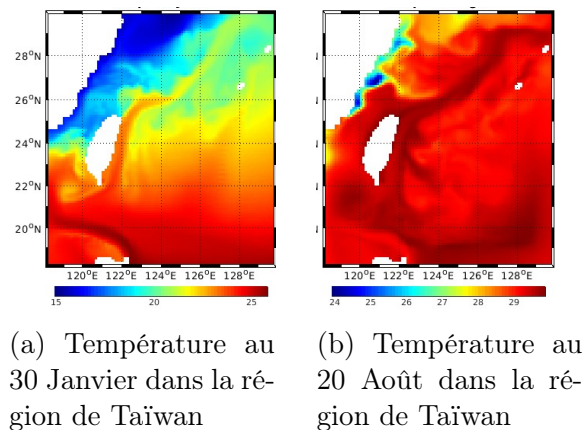 28°N
26°N
24°N
22°N
20°N
120°E 122°E 124°E 126°E 128°E
120°E 122°E 124°E 126°E 128°E
15 20 25
24 25 26 27 28 29
(a) Température au
30 Janvier dans la ré-
gion de Taïwan
(b) Température au
20 Août dans la ré-
gion de Taïwan